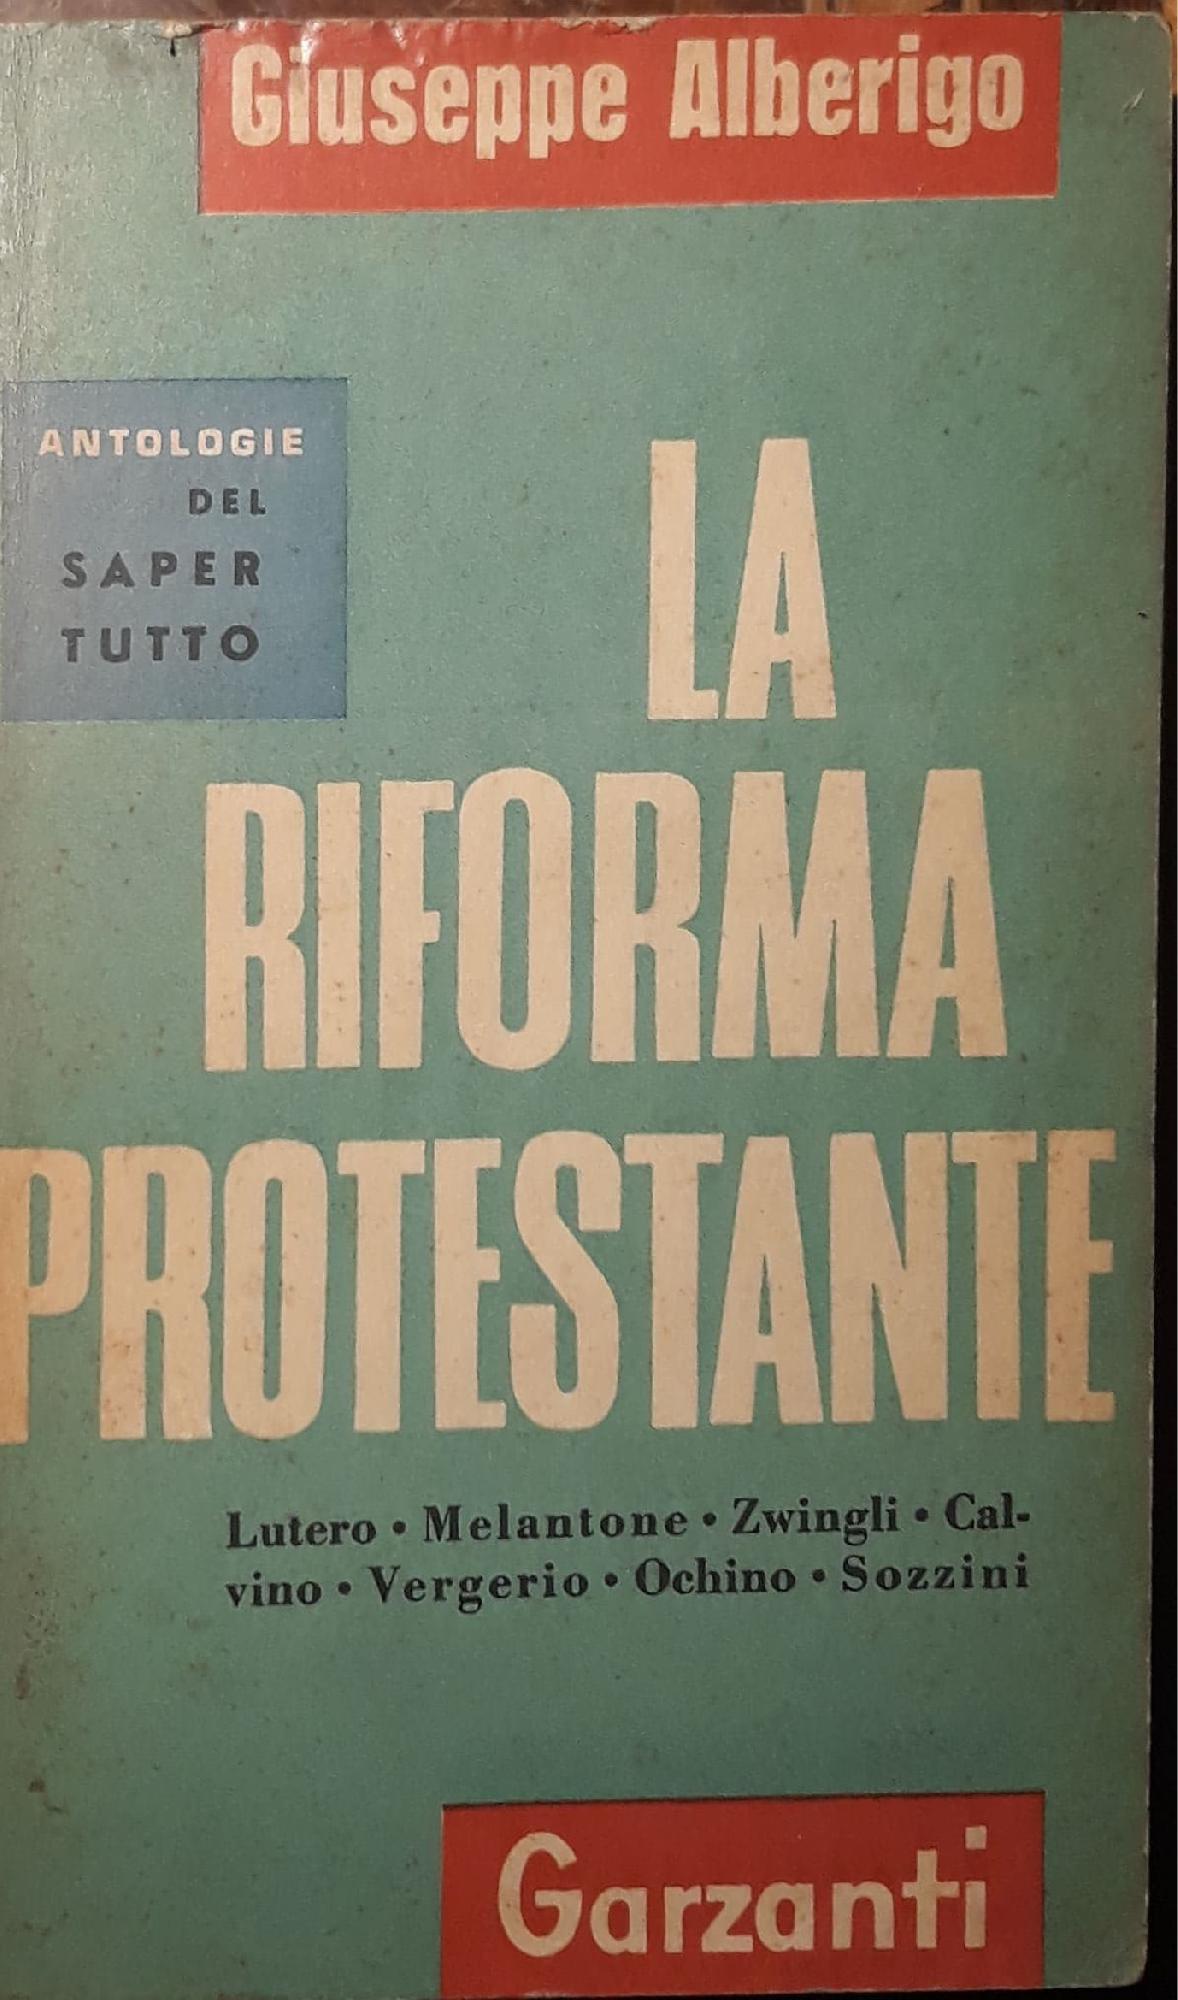 Giuseppe Alberigo
ANTOLOGIE
DEL
SAPER
TUTTO
LA
RIFORMA
PROTESTANTE
Lutero • Melantone • Zwingli • Cal-
vino • Vergerio • Ochino • Sozzini
Garzanti